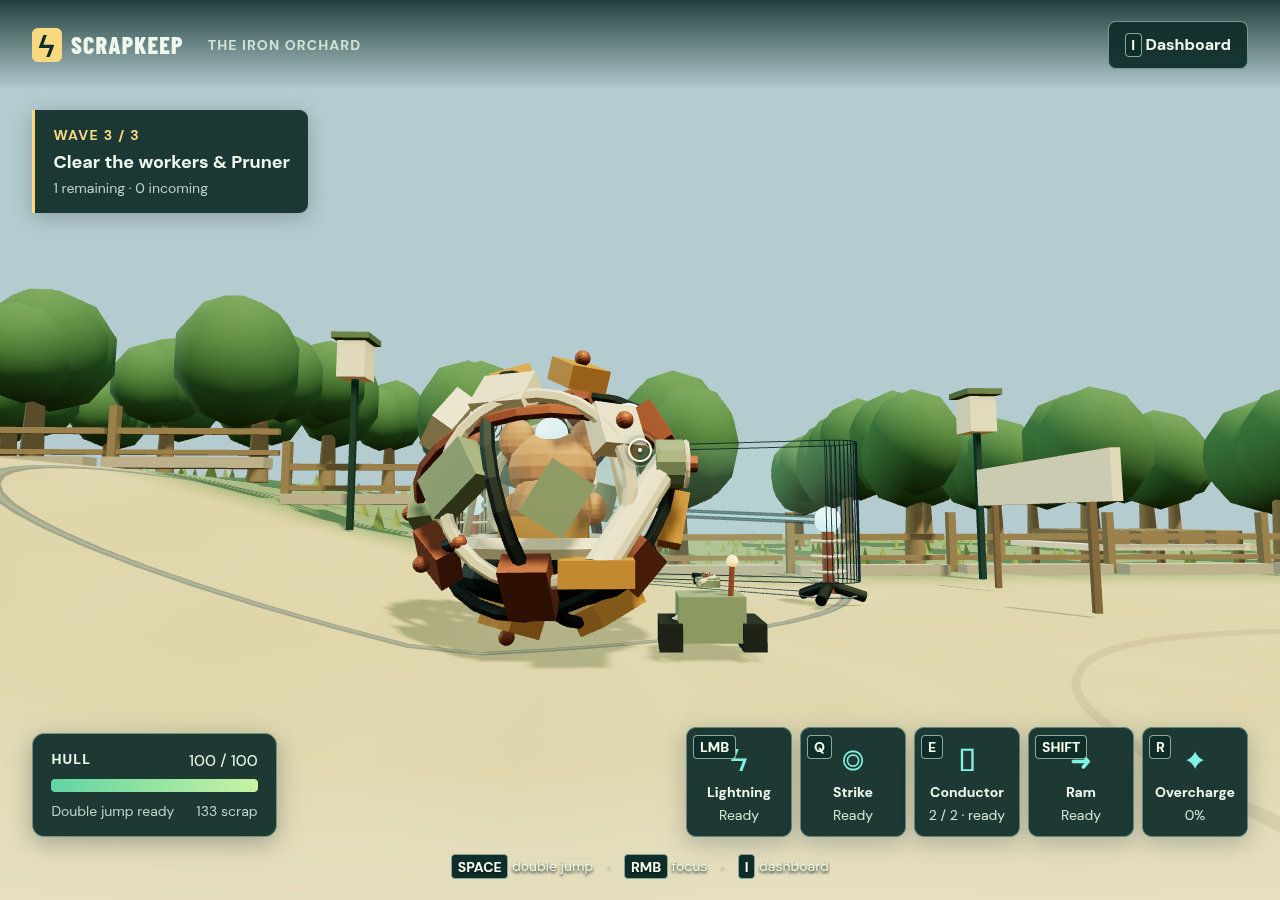 SCRAPKEEP
THE IRON ORCHARD
I Dashboard
WAVE 3 / 3
Clear the workers & Pruner
1 remaining · 0 incoming
HULL 100 / 100
Double jump ready 133 scrap
LMB
Lightning
Ready
Q
Strike
Ready
E
Conductor
2 / 2 · ready
SHIFT
Ram
Ready
R
Overcharge
0%
SPACE double jump · RMB focus · I dashboard